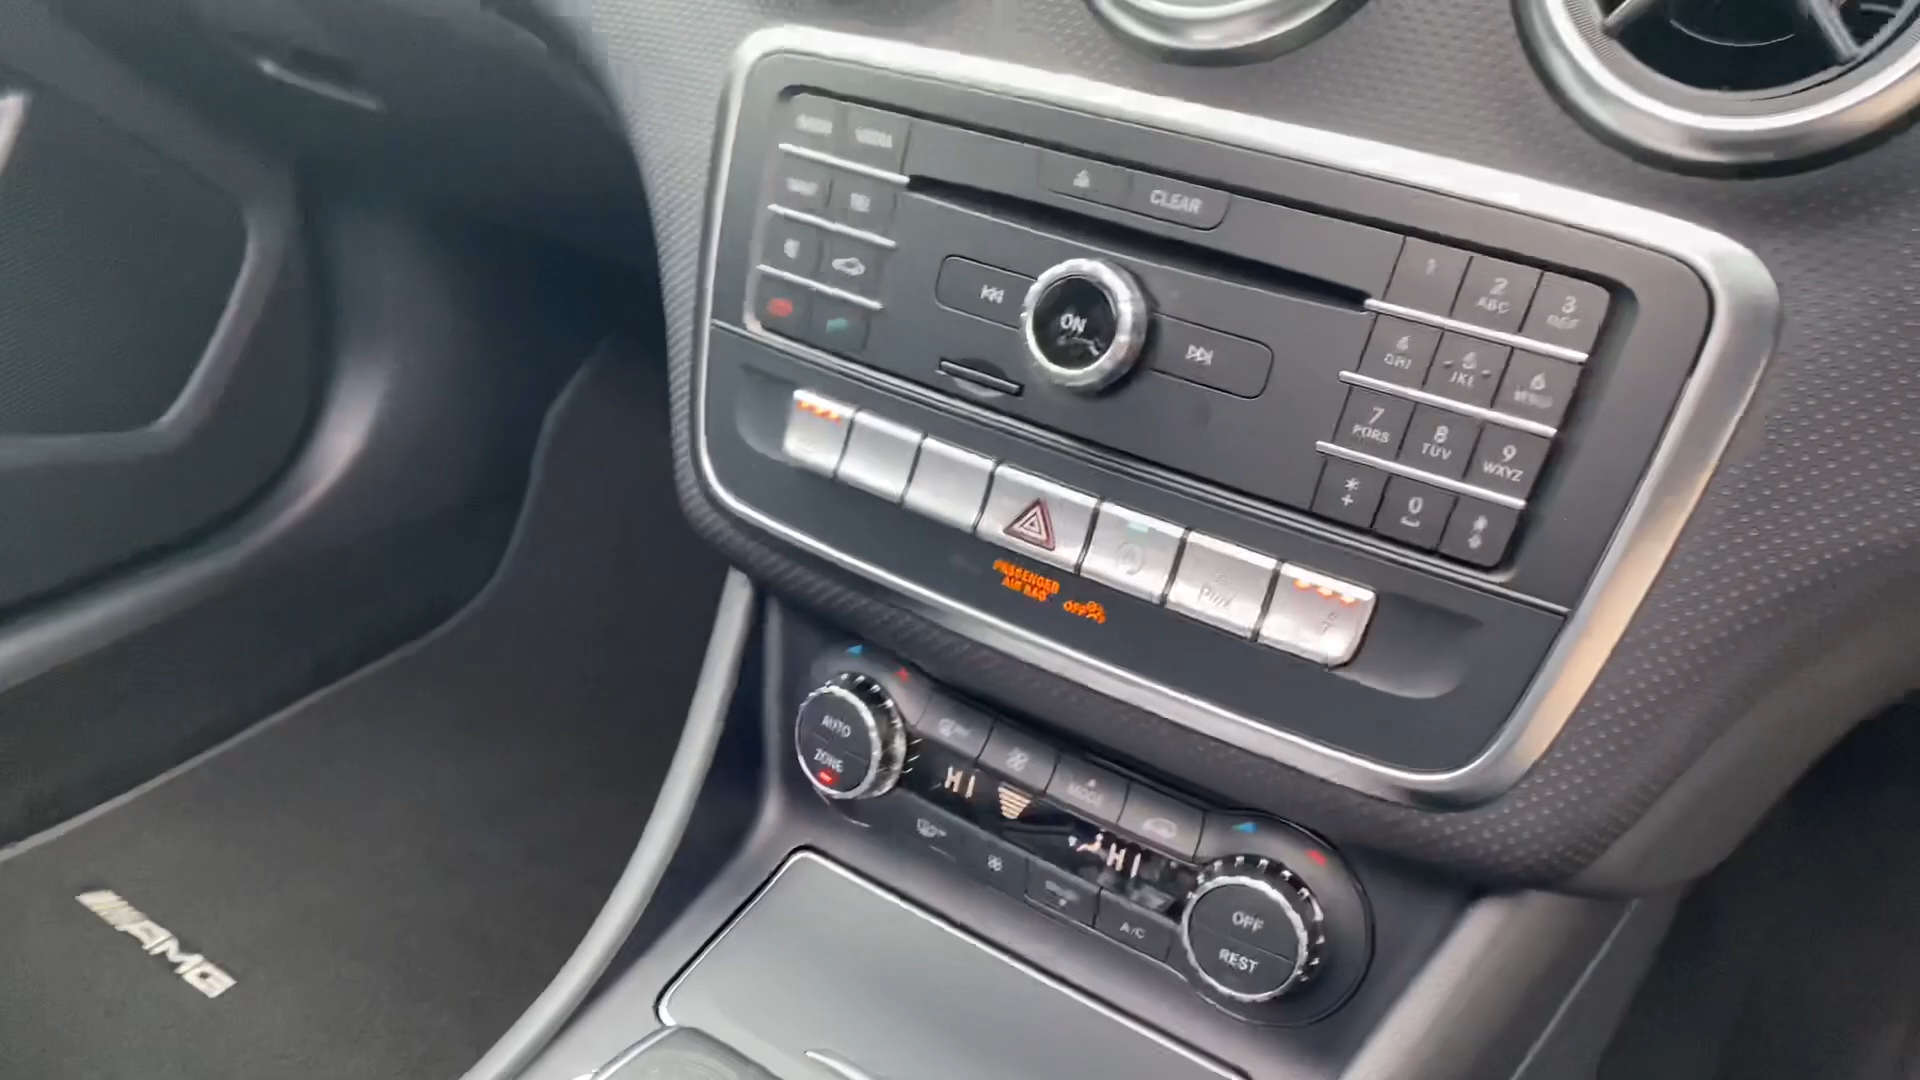 CLEAR
ON
1
2
ABC
3
DEF
4
GHI
5
JKL
6
7
PQRS
8
TUV
9
WXYZ
*
+
0
PASSENGER
AIR BAG
OFF
AUTO
ZONE
HI
MODE
HI
A/C
OFF
REST
AMG